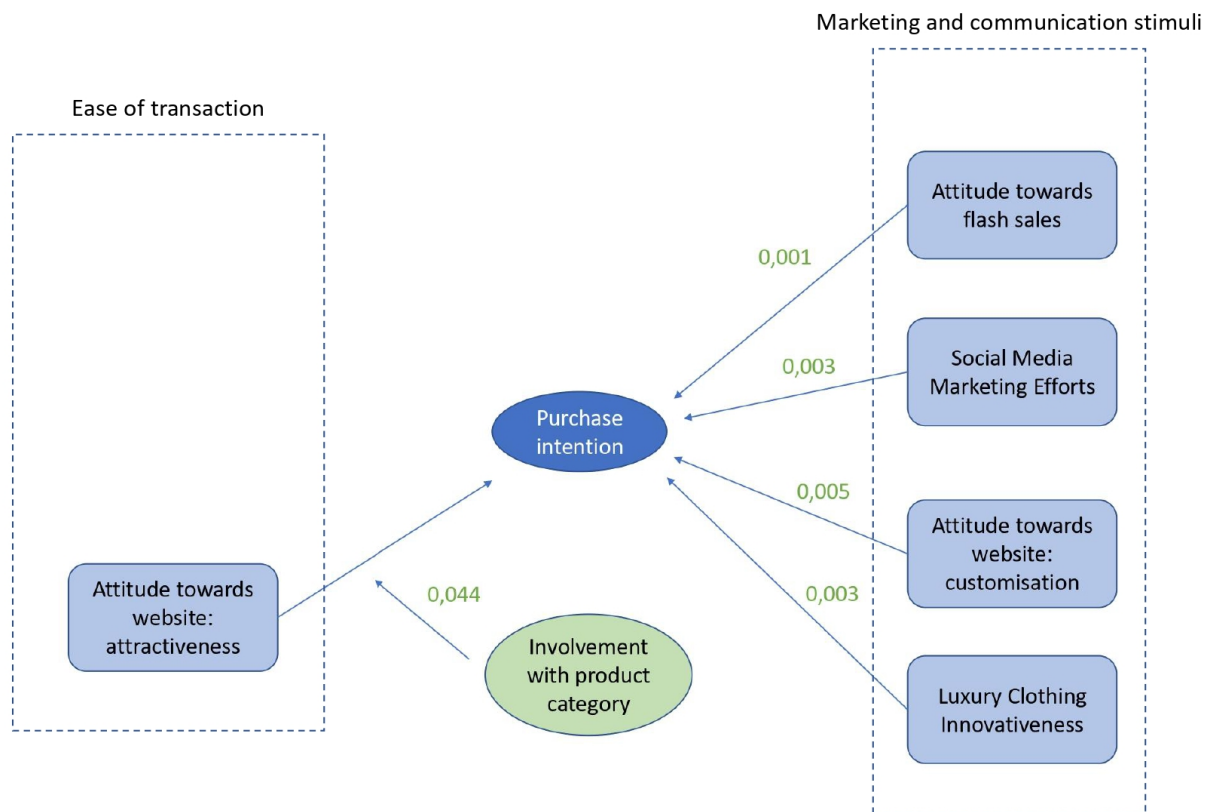 Marketing and communication stimuli
Ease of transaction
Attitude towards
flash sales
0,001
Social Media
Marketing Efforts
0,003
Purchase
intention
0,005
Attitude towards
website:
customisation
Attitude towards
website:
attractiveness
0,044
0,003
Involvement
with product
category
Luxury Clothing
Innovativeness